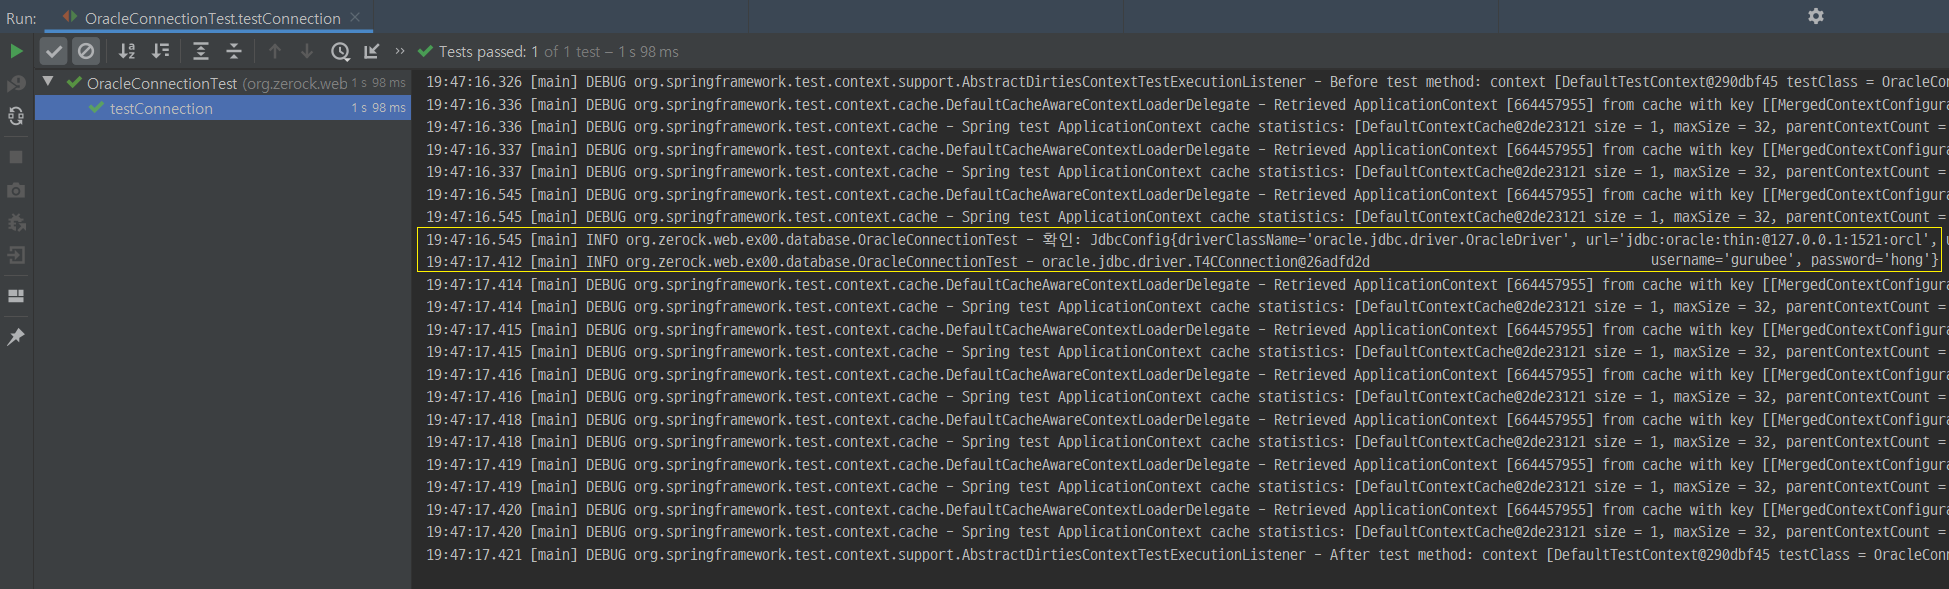 Run: OracleConnectionTest.testConnection
Tests passed: 1 of 1 test – 1 s 98 ms
OracleConnectionTest (org.zerock.web 1 s 98 ms
testConnection 1 s 98 ms
19:47:16.326 [main] DEBUG org.springframework.test.context.support.AbstractDirtiesContextTestExecutionListener - Before test method: context [DefaultTestContext@290dbf45 testClass = OracleCon
19:47:16.336 [main] DEBUG org.springframework.test.context.cache.DefaultCacheAwareContextLoaderDelegate - Retrieved ApplicationContext [664457955] from cache with key [[MergedContextConfigura
19:47:16.336 [main] DEBUG org.springframework.test.context.cache - Spring test ApplicationContext cache statistics: [DefaultContextCache@2de23121 size = 1, maxSize = 32, parentContextCount =
19:47:16.337 [main] DEBUG org.springframework.test.context.cache.DefaultCacheAwareContextLoaderDelegate - Retrieved ApplicationContext [664457955] from cache with key [[MergedContextConfigura
19:47:16.337 [main] DEBUG org.springframework.test.context.cache - Spring test ApplicationContext cache statistics: [DefaultContextCache@2de23121 size = 1, maxSize = 32, parentContextCount =
19:47:16.545 [main] DEBUG org.springframework.test.context.cache.DefaultCacheAwareContextLoaderDelegate - Retrieved ApplicationContext [664457955] from cache with key [[MergedContextConfigura
19:47:16.545 [main] DEBUG org.springframework.test.context.cache - Spring test ApplicationContext cache statistics: [DefaultContextCache@2de23121 size = 1, maxSize = 32, parentContextCount =
19:47:16.545 [main] INFO org.zerock.web.ex00.database.OracleConnectionTest - 확인: JdbcConfig{driverClassName='oracle.jdbc.driver.OracleDriver', url='jdbc:oracle:thin:@127.0.0.1:1521:orcl',
19:47:17.412 [main] INFO org.zerock.web.ex00.database.OracleConnectionTest - oracle.jdbc.driver.T4CConnection@26adfd2d username='gurubee', password='hong'}
19:47:17.414 [main] DEBUG org.springframework.test.context.cache.DefaultCacheAwareContextLoaderDelegate - Retrieved ApplicationContext [664457955] from cache with key [[MergedContextConfigura
19:47:17.414 [main] DEBUG org.springframework.test.context.cache - Spring test ApplicationContext cache statistics: [DefaultContextCache@2de23121 size = 1, maxSize = 32, parentContextCount =
19:47:17.415 [main] DEBUG org.springframework.test.context.cache.DefaultCacheAwareContextLoaderDelegate - Retrieved ApplicationContext [664457955] from cache with key [[MergedContextConfigura
19:47:17.415 [main] DEBUG org.springframework.test.context.cache - Spring test ApplicationContext cache statistics: [DefaultContextCache@2de23121 size = 1, maxSize = 32, parentContextCount =
19:47:17.416 [main] DEBUG org.springframework.test.context.cache.DefaultCacheAwareContextLoaderDelegate - Retrieved ApplicationContext [664457955] from cache with key [[MergedContextConfigura
19:47:17.416 [main] DEBUG org.springframework.test.context.cache - Spring test ApplicationContext cache statistics: [DefaultContextCache@2de23121 size = 1, maxSize = 32, parentContextCount =
19:47:17.418 [main] DEBUG org.springframework.test.context.cache.DefaultCacheAwareContextLoaderDelegate - Retrieved ApplicationContext [664457955] from cache with key [[MergedContextConfigura
19:47:17.418 [main] DEBUG org.springframework.test.context.cache - Spring test ApplicationContext cache statistics: [DefaultContextCache@2de23121 size = 1, maxSize = 32, parentContextCount =
19:47:17.419 [main] DEBUG org.springframework.test.context.cache.DefaultCacheAwareContextLoaderDelegate - Retrieved ApplicationContext [664457955] from cache with key [[MergedContextConfigura
19:47:17.419 [main] DEBUG org.springframework.test.context.cache - Spring test ApplicationContext cache statistics: [DefaultContextCache@2de23121 size = 1, maxSize = 32, parentContextCount =
19:47:17.420 [main] DEBUG org.springframework.test.context.cache.DefaultCacheAwareContextLoaderDelegate - Retrieved ApplicationContext [664457955] from cache with key [[MergedContextConfigura
19:47:17.420 [main] DEBUG org.springframework.test.context.cache - Spring test ApplicationContext cache statistics: [DefaultContextCache@2de23121 size = 1, maxSize = 32, parentContextCount =
19:47:17.421 [main] DEBUG org.springframework.test.context.support.AbstractDirtiesContextTestExecutionListener - After test method: context [DefaultTestContext@290dbf45 testClass = OracleConn